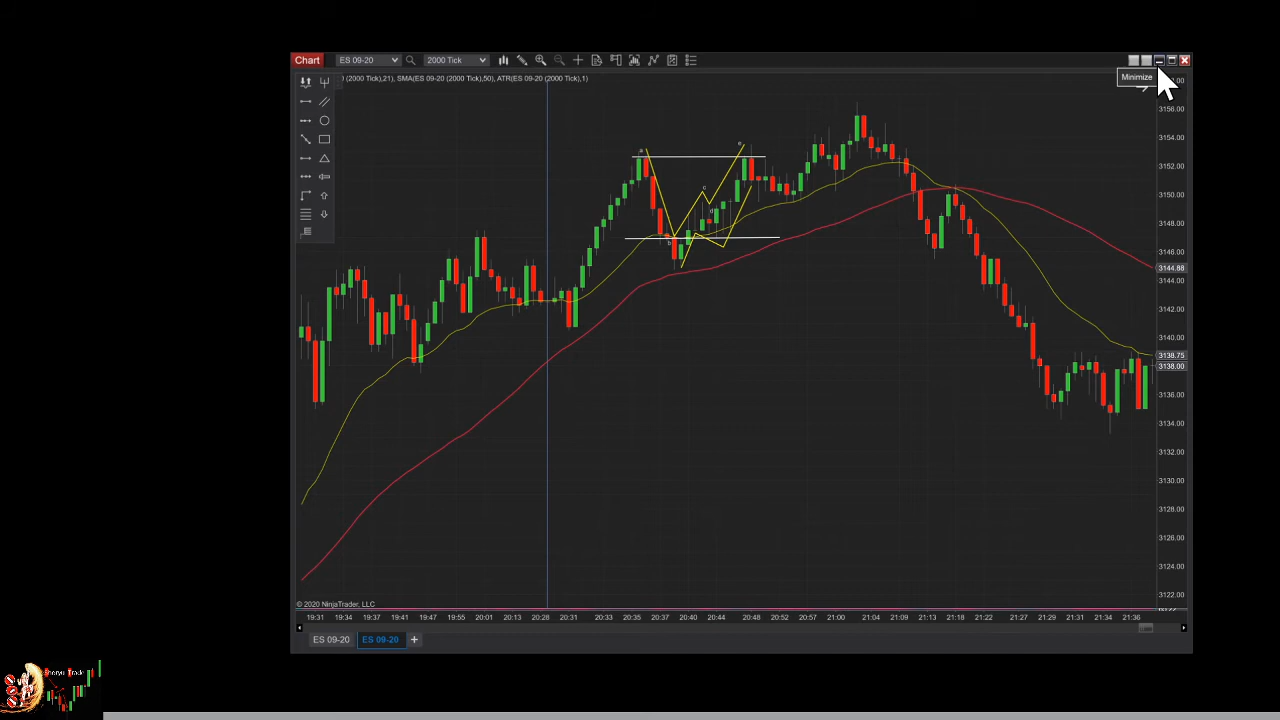 Chart ES 09-20 2000 Tick
(2000 Tick),21), SMA(ES 09-20 (2000 Tick),50), ATR(ES 09-20 (2000 Tick),1)
Minimize
3156.00
3154.00
3152.00
3150.00
3148.00
3146.00
3144.88
3144.00
3142.00
3140.00
3138.75
3138.00
3136.00
3134.00
3132.00
3130.00
3128.00
3126.00
3124.00
3122.00
a
e
c
d
b
© 2020 NinjaTrader, LLC
19:31 19:34 19:37 19:41 19:47 19:55 20:01 20:13 20:28 20:31 20:33 20:35 20:37 20:40 20:44 20:48 20:52 20:57 21:00 21:04 21:09 21:13 21:18 21:22 21:27 21:29 21:31 21:34 21:36
ES 09-20 ES 09-20 +
Shoryu Trade